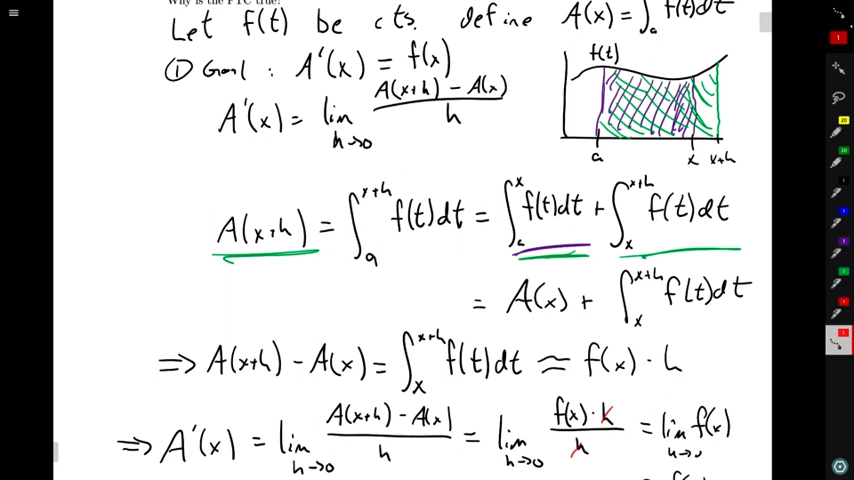 Why is the FTC true?
Let f(t) be cts. define A(x) = ∫ₐ f(t)dt
① Goal: A'(x) = f(x)
f(t)
A'(x) = lim_{h→0} (A(x+h) - A(x))/h
a x x+h
A(x+h) = ∫ₐ^{x+h} f(t)dt = ∫ₐ^x f(t)dt + ∫ₓ^{x+h} f(t)dt
= A(x) + ∫ₓ^{x+h} f(t)dt
⇒ A(x+h) - A(x) = ∫ₓ^{x+h} f(t)dt ≈ f(x)·h
⇒ A'(x) = lim_{h→0} (A(x+h) - A(x))/h = lim_{h→0} (f(x)·h)/h = lim_{h→0} f(x)